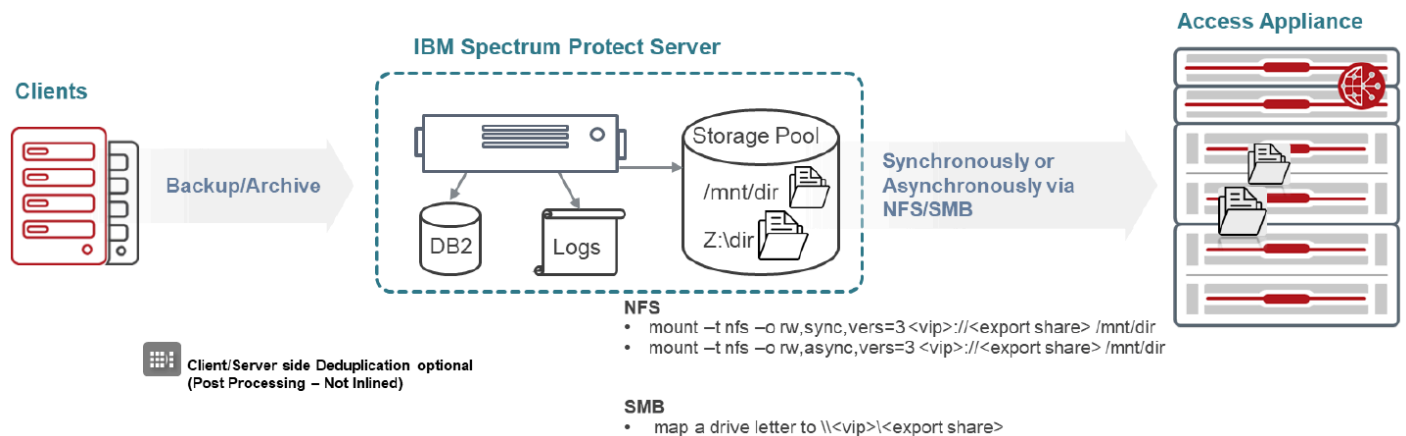 Access Appliance
IBM Spectrum Protect Server
Clients
Storage Pool
Backup/Archive
/mnt/dir
Z:\dir
DB2
Logs
Synchronously or
Asynchronously via
NFS/SMB
NFS
• mount –t nfs –o rw,sync,vers=3 <vip>://<export share> /mnt/dir
• mount –t nfs –o rw,async,vers=3 <vip>://<export share> /mnt/dir
Client/Server side Deduplication optional
(Post Processing – Not Inlined)
SMB
• map a drive letter to \\<vip>\<export share>